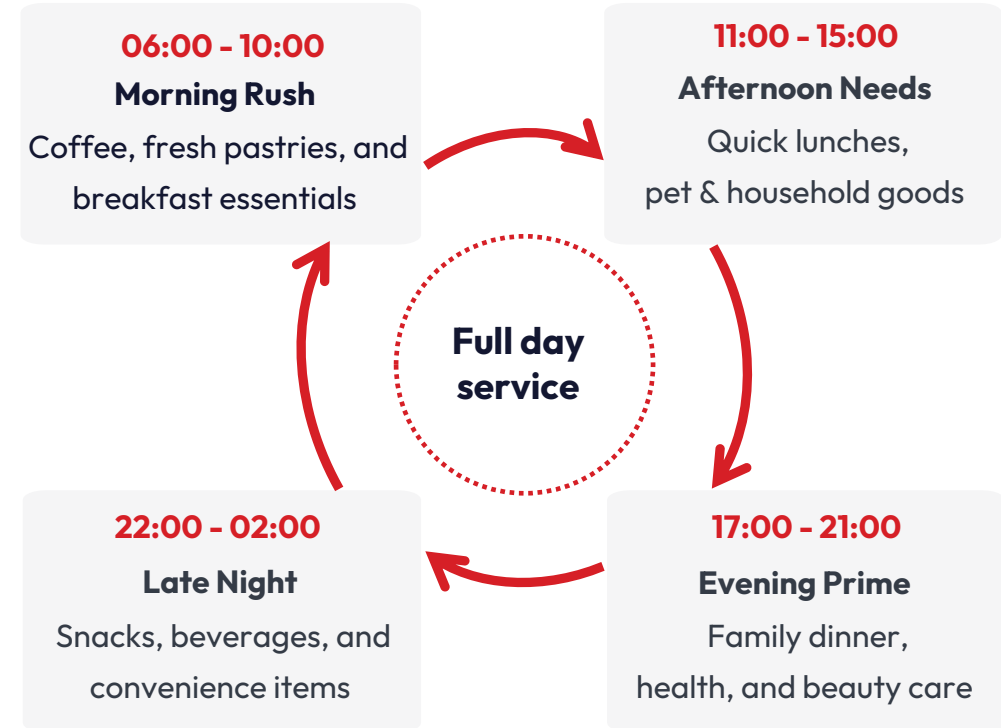 06:00 - 10:00
Morning Rush
Coffee, fresh pastries, and
breakfast essentials
11:00 - 15:00
Afternoon Needs
Quick lunches,
pet & household goods
Full day
service
22:00 - 02:00
Late Night
Snacks, beverages, and
convenience items
17:00 - 21:00
Evening Prime
Family dinner,
health, and beauty care